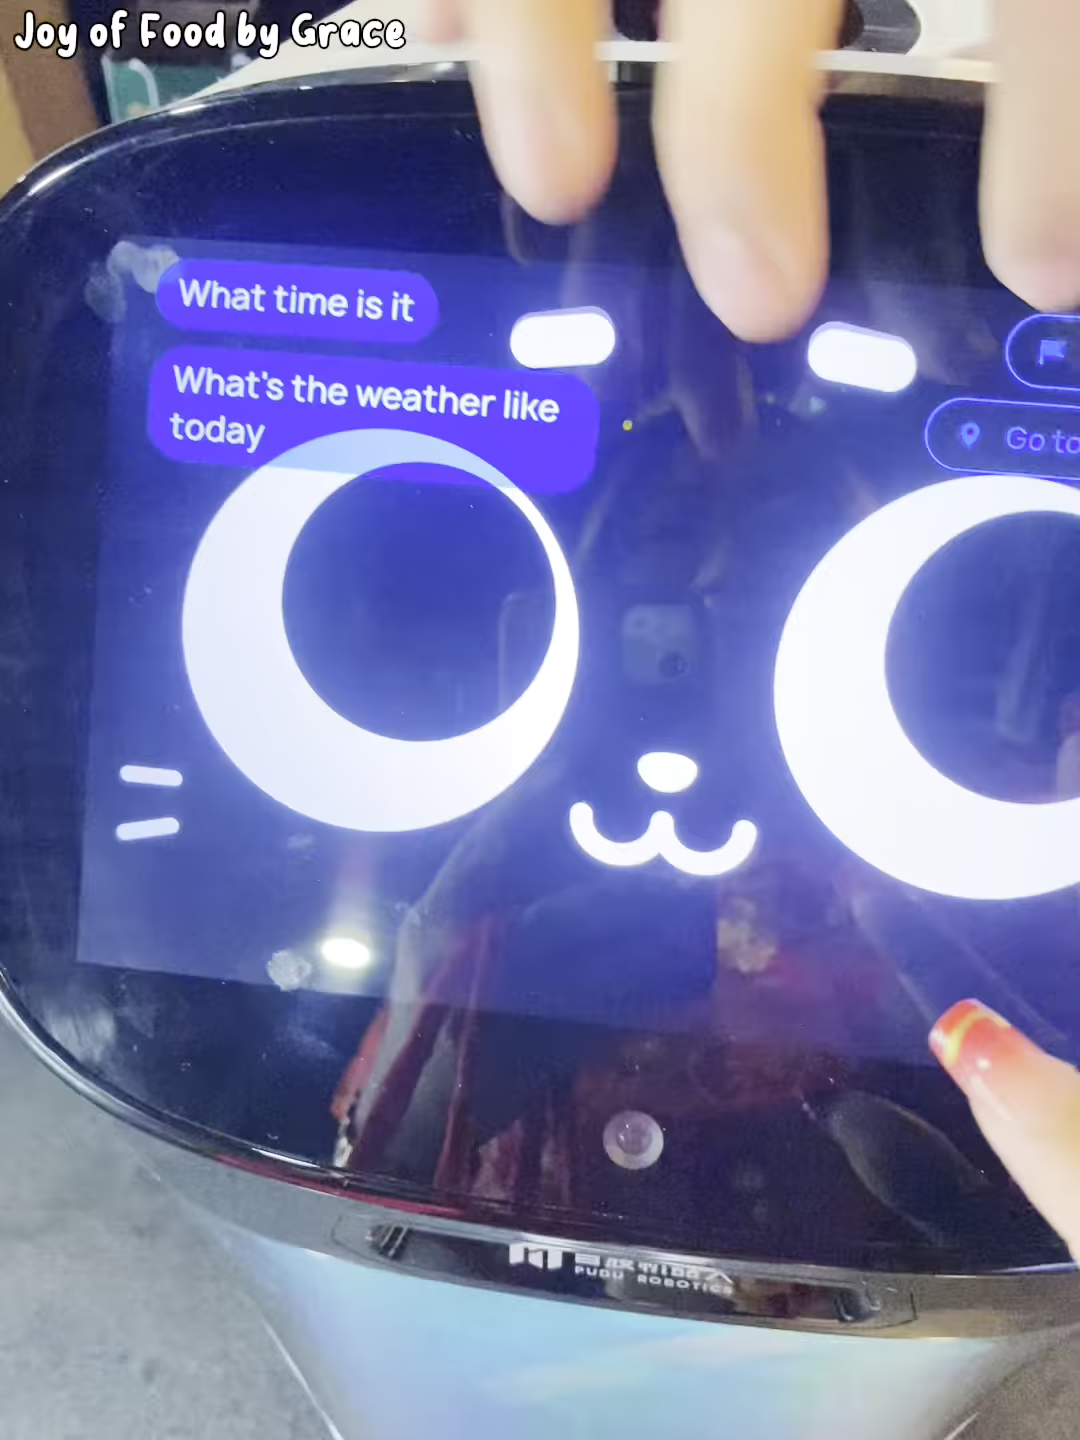 Joy of Food by Grace
What time is it
What's the weather like
today
Go to
PUDU ROBOTICS